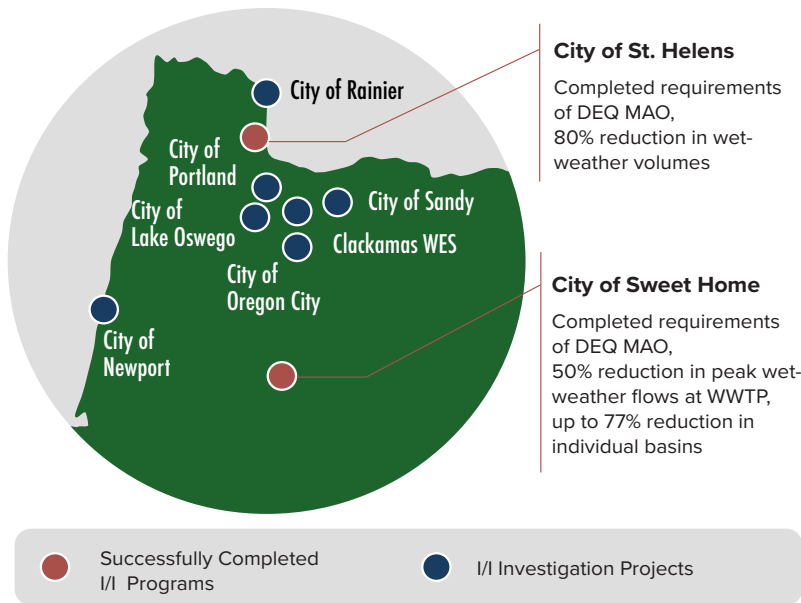 City of Rainier
City of
Portland
City of
Lake Oswego
City of Sandy
Clackamas WES
City of
Oregon City
City of
Newport
City of St. Helens
Completed requirements
of DEQ MAO,
80% reduction in wet-
weather volumes
City of Sweet Home
Completed requirements
of DEQ MAO,
50% reduction in peak wet-
weather flows at WWTP,
up to 77% reduction in
individual basins
Successfully Completed
I/I Programs
I/I Investigation Projects